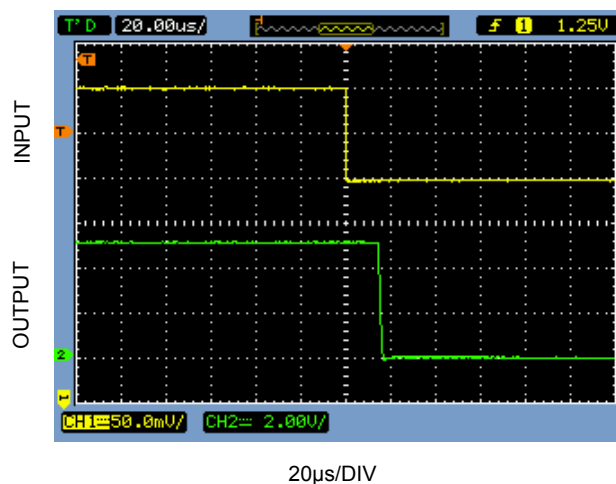 T'D 20.00us/ 1 1.25V
T
INPUT
T
OUTPUT
2
CH1 50.0mV/ CH2 2.00V/
20µs/DIV